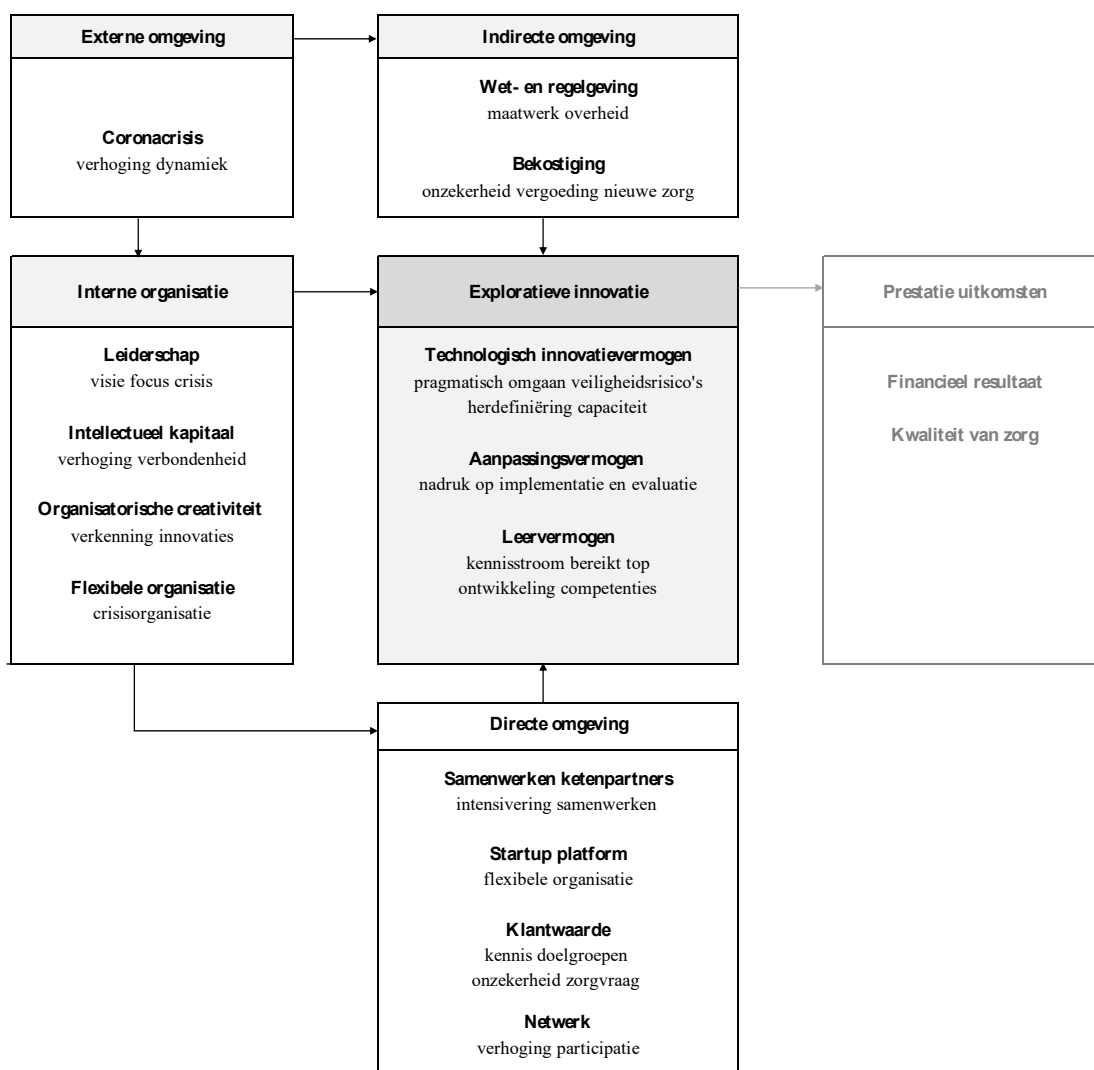 Externe omgeving
Coronacrisis
verhoging dynamiek
Indirecte omgeving
Wet- en regelgeving
maatwerk overheid
Bekostiging
onzekerheid vergoeding nieuwe zorg
Interne organisatie
Leiderschap
visie focus crisis
Intellectueel kapitaal
verhoging verbondenheid
Organisatorische creativiteit
verkenning innovaties
Flexibele organisatie
crisisorganisatie
Exploratieve innovatie
Technologisch innovatievermogen
pragmatisch omgaan veiligheidsrisico's
herdefiniëring capaciteit
Aanpassingsvermogen
nadruk op implementatie en evaluatie
Leervermogen
kennisstroom bereikt top
ontwikkeling competenties
Prestatie uitkomsten
Financieel resultaat
Kwaliteit van zorg
Directe omgeving
Samenwerken ketenpartners
intensivering samenwerken
Startup platform
flexibele organisatie
Klantwaarde
kennis doelgroepen
onzekerheid zorgvraag
Netwerk
verhoging participatie